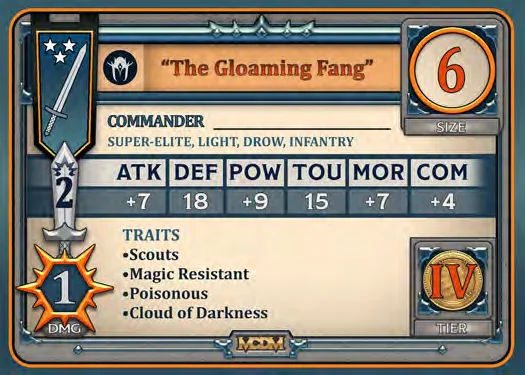 "The Gloaming Fang"
6
SIZE
COMMANDER
SUPER-ELITE, LIGHT, DROW, INFANTRY
ATK DEF POW TOU MOR COM
2
+7 18 +9 15 +7 +4
TRAITS
•Scouts
•Magic Resistant
•Poisonous
•Cloud of Darkness
1
DMG
IV
TIER
MCDM